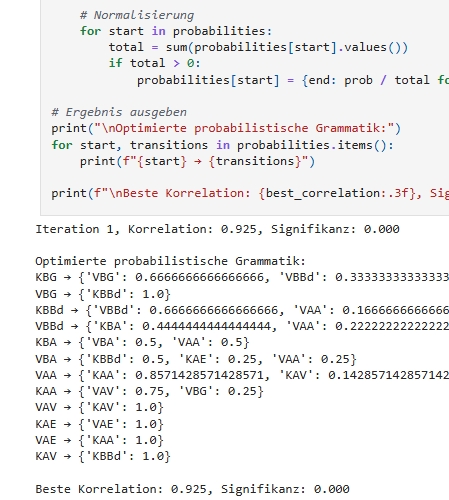 # Normalisierung
for start in probabilities:
total = sum(probabilities[start].values())
if total > 0:
probabilities[start] = {end: prob / total fo
# Ergebnis ausgeben
print("\nOptimierte probabilistische Grammatik:")
for start, transitions in probabilities.items():
print(f"{start} → {transitions}")
print(f"\nBeste Korrelation: {best_correlation:.3f}, Sig
Iteration 1, Korrelation: 0.925, Signifikanz: 0.000
Optimierte probabilistische Grammatik:
KBG → {'VBG': 0.6666666666666666, 'VBBd': 0.33333333333333
VBG → {'KBBd': 1.0}
KBBd → {'VBBd': 0.6666666666666666, 'VAA': 0.1666666666666
VBBd → {'KBA': 0.4444444444444444, 'VAA': 0.22222222222222
KBA → {'VBA': 0.5, 'VAA': 0.5}
VBA → {'KBBd': 0.5, 'KAE': 0.25, 'VAA': 0.25}
VAA → {'KAA': 0.8571428571428571, 'KAV': 0.142857142857142
KAA → {'VAV': 0.75, 'VBG': 0.25}
VAV → {'KAV': 1.0}
KAE → {'VAE': 1.0}
VAE → {'KAA': 1.0}
KAV → {'KBBd': 1.0}
Beste Korrelation: 0.925, Signifikanz: 0.000